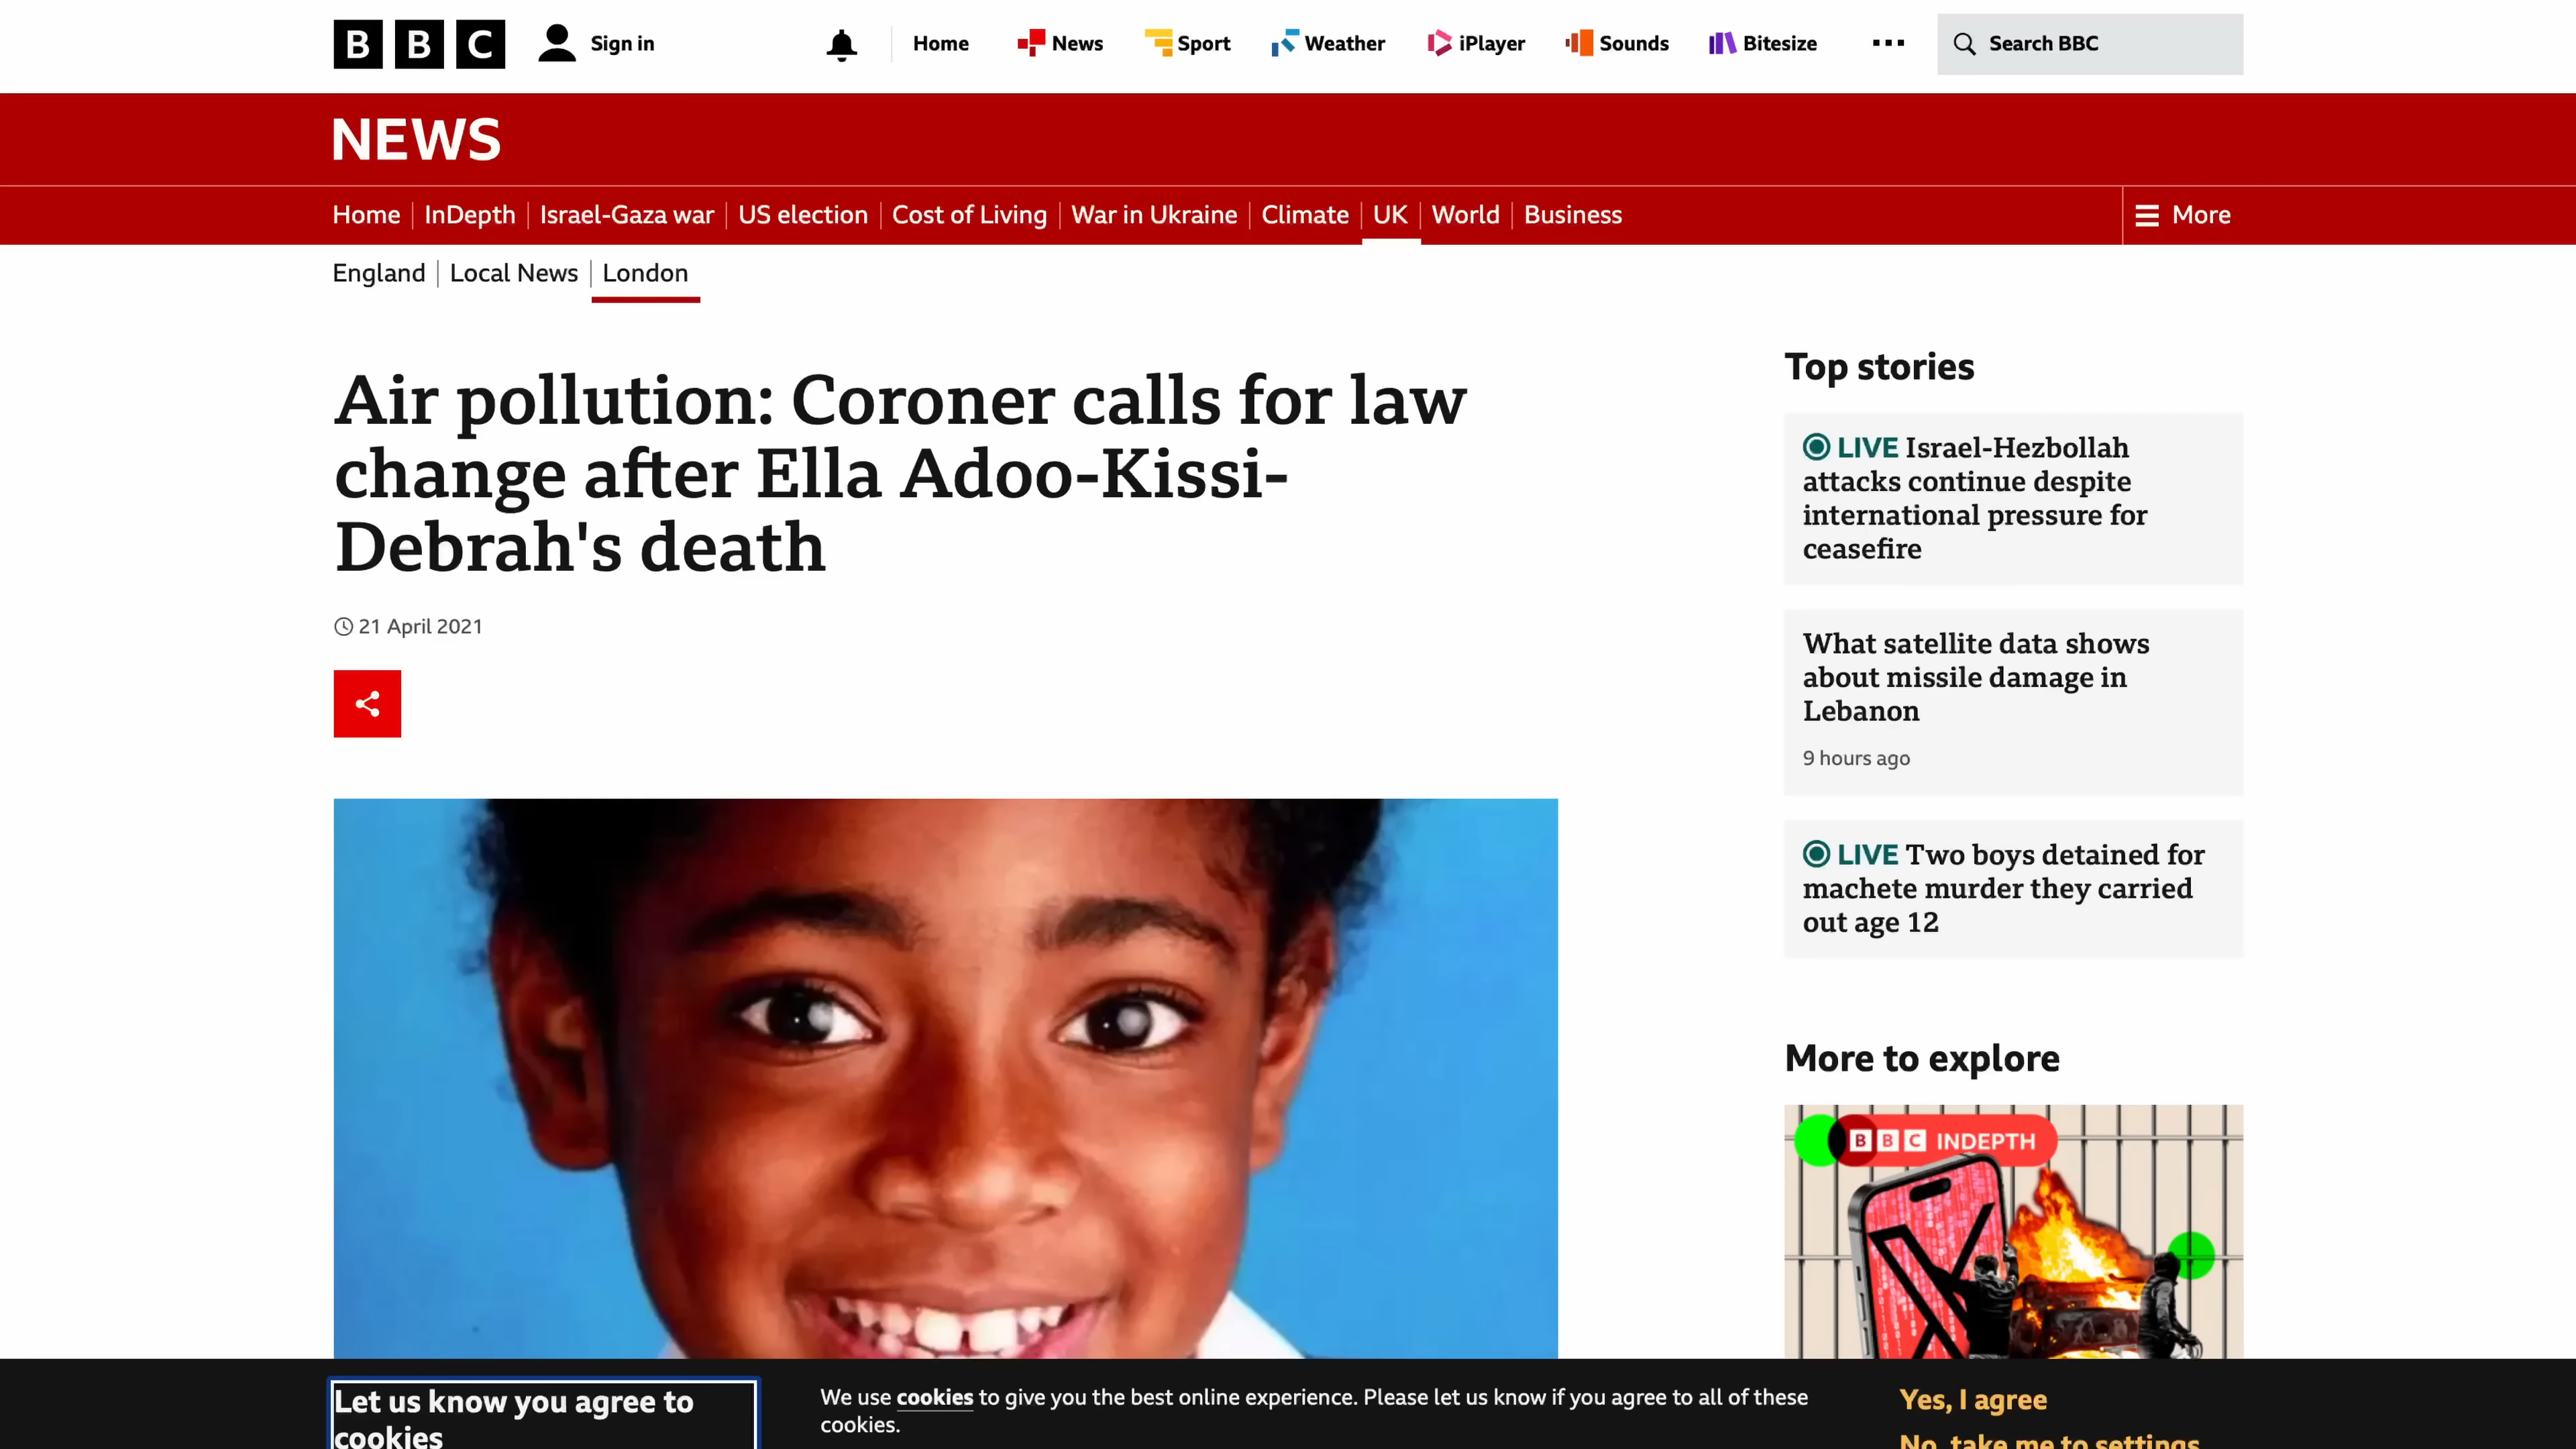 BBC
Sign in
Home
News
Sport
Weather
iPlayer
Sounds
Bitesize
Search BBC
NEWS
Home
InDepth
Israel-Gaza war
US election
Cost of Living
War in Ukraine
Climate
UK
World
Business
More
England
Local News
London
Air pollution: Coroner calls for law
change after Ella Adoo-Kissi-
Debrah's death
21 April 2021
Top stories
LIVE Israel-Hezbollah
attacks continue despite
international pressure for
ceasefire
What satellite data shows
about missile damage in
Lebanon
9 hours ago
LIVE Two boys detained for
machete murder they carried
out age 12
More to explore
BBC INDEPTH
Let us know you agree to
cookies
We use cookies to give you the best online experience. Please let us know if you agree to all of these
cookies.
Yes, I agree
No, take me to settings